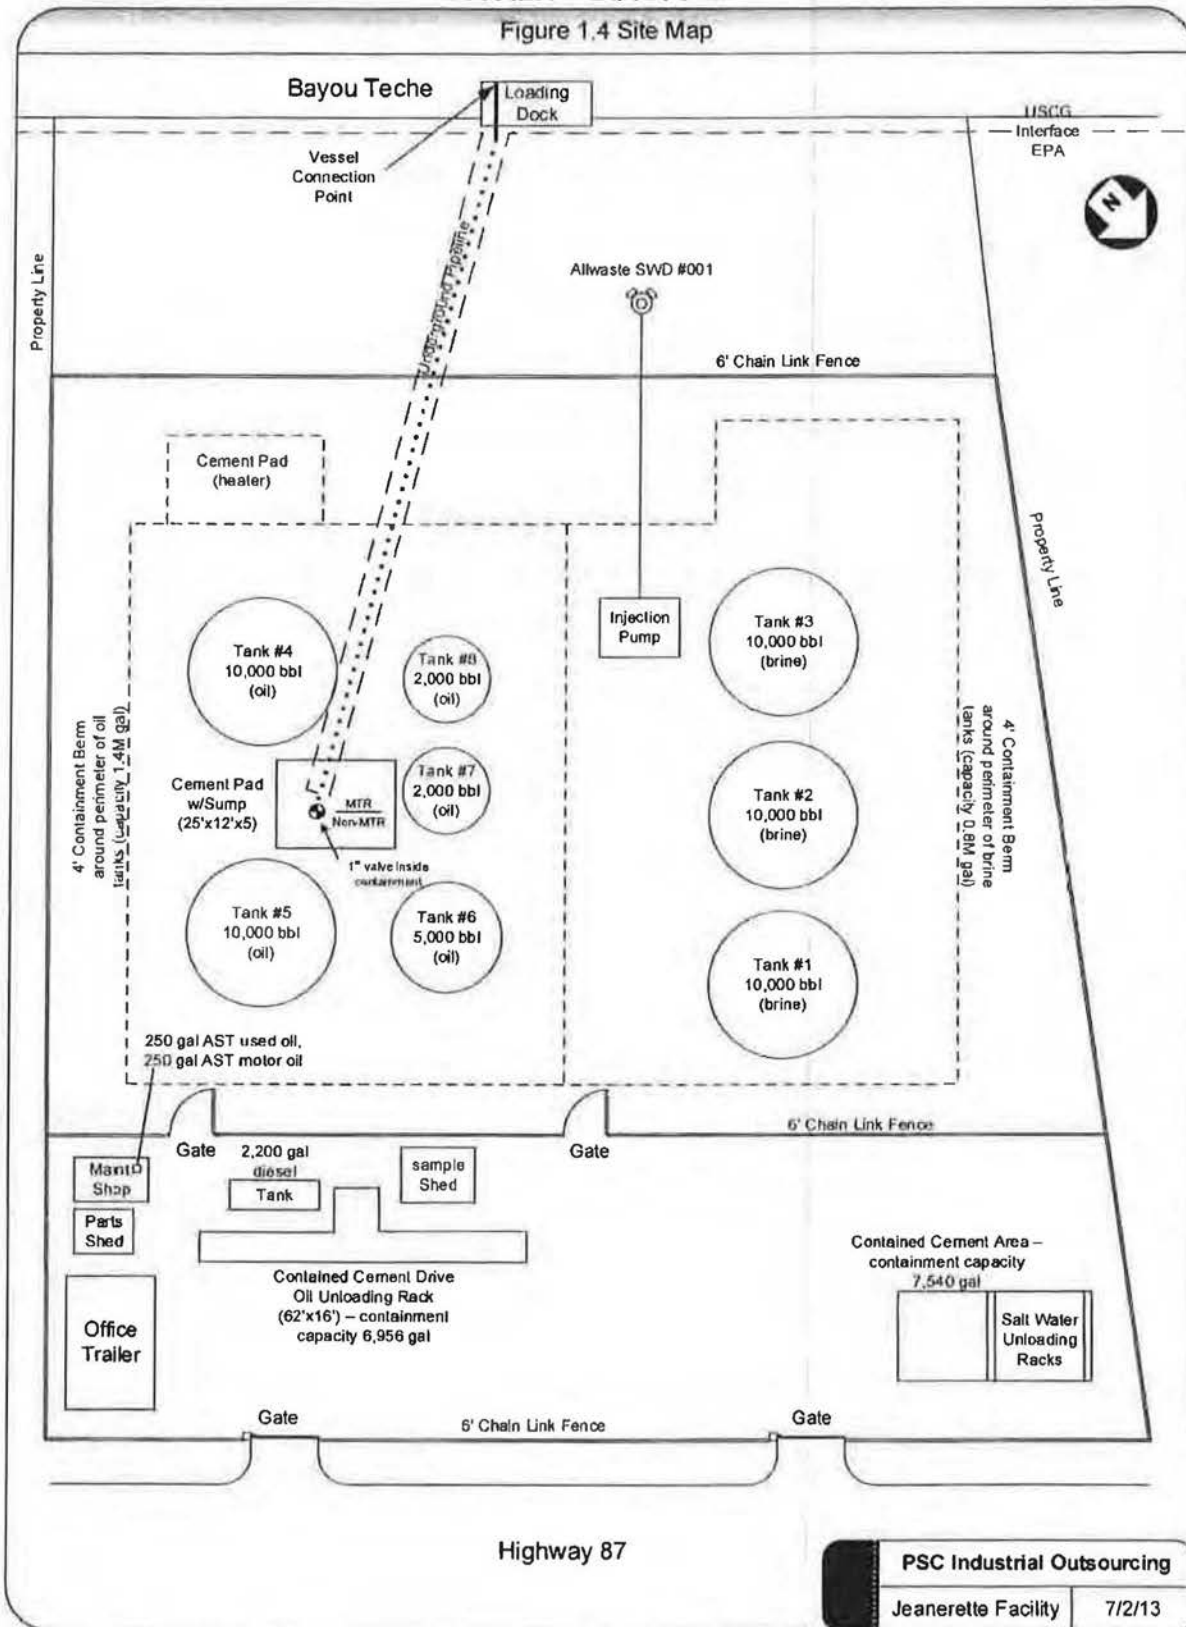 Figure 1.4 Site Map
Bayou Teche
Loading
Dock
USCG
Interface
EPA
Vessel
Connection
Point
N
Property Line
Underground Pipeline
Allwaste SWD #001
6' Chain Link Fence
Cement Pad
(heater)
Property Line
Injection
Pump
Tank #3
10,000 bbl
(brine)
Tank #4
10,000 bbl
(oil)
Tank #8
2,000 bbl
(oil)
4' Containment Berm
around perimeter of oil
tanks (capacity 1.4M gal)
Cement Pad
w/Sump
(25'x12'x5)
MTR
Non-MTR
Tank #7
2,000 bbl
(oil)
Tank #2
10,000 bbl
(brine)
4' Containment Berm
around perimeter of brine
tanks (capacity 0.8M gal)
1" valve inside
containment
Tank #5
10,000 bbl
(oil)
Tank #6
5,000 bbl
(oil)
Tank #1
10,000 bbl
(brine)
250 gal AST used oil,
250 gal AST motor oil
6' Chain Link Fence
Gate
Gate
2,200 gal
diesel
Tank
sample
Shed
Maint
Shop
Parts
Shed
Office
Trailer
Contained Cement Drive
Oil Unloading Rack
(62'x16') – containment
capacity 6,956 gal
Contained Cement Area –
containment capacity
7,540 gal
Salt Water
Unloading
Racks
Gate
6' Chain Link Fence
Gate
Highway 87
PSC Industrial Outsourcing
Jeanerette Facility
7/2/13